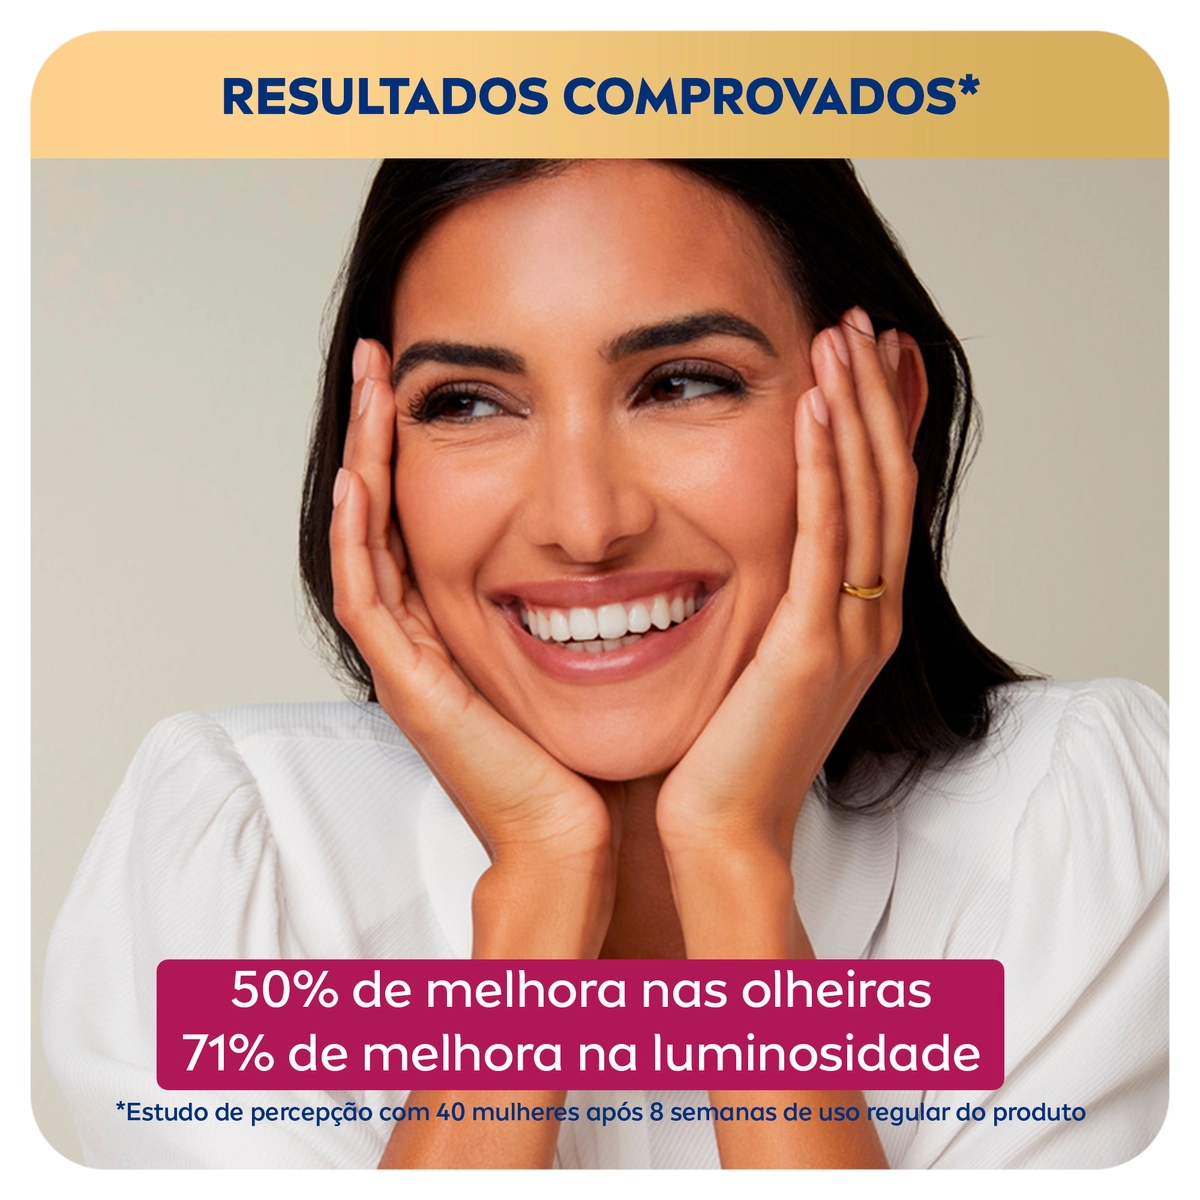 RESULTADOS COMPROVADOS*
50% de melhora nas olheiras
71% de melhora na luminosidade
*Estudo de percepção com 40 mulheres após 8 semanas de uso regular do produto